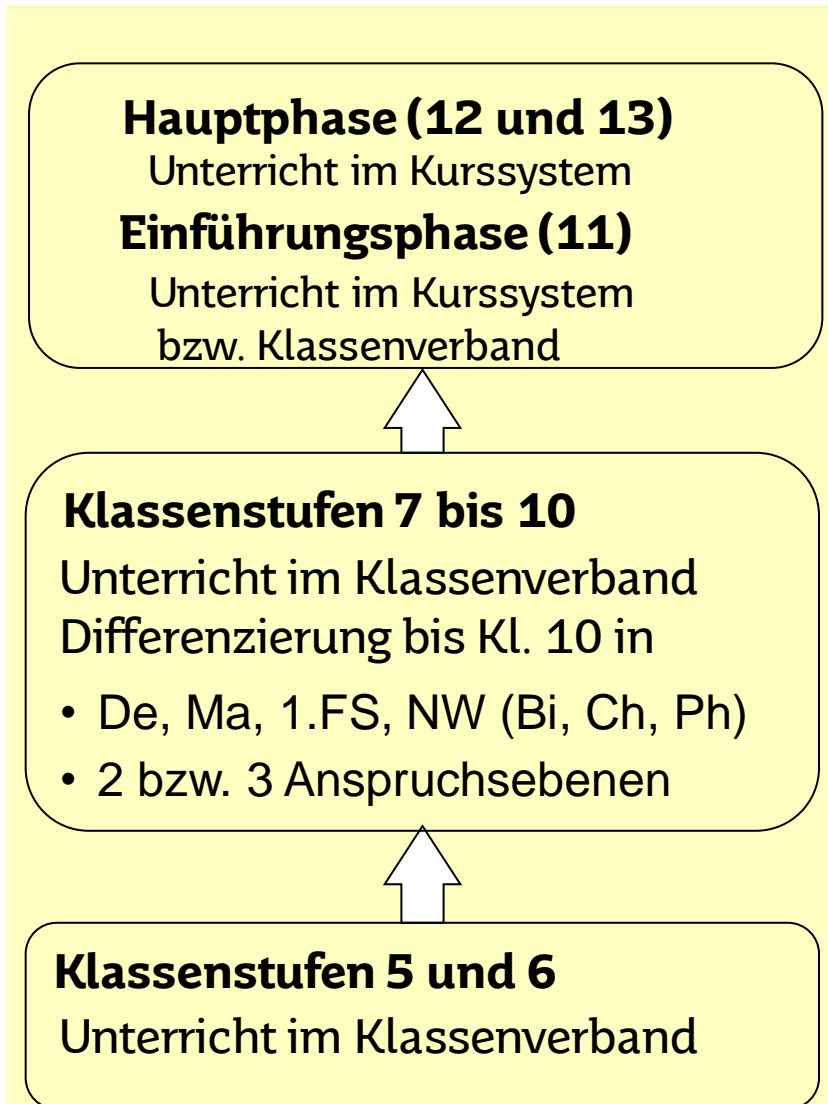 Hauptphase (12 und 13)
Unterricht im Kurssystem
Einführungsphase (11)
Unterricht im Kurssystem
bzw. Klassenverband
Klassenstufen 7 bis 10
Unterricht im Klassenverband
Differenzierung bis Kl. 10 in
• De, Ma, 1.FS, NW (Bi, Ch, Ph)
• 2 bzw. 3 Anspruchsebenen
Klassenstufen 5 und 6
Unterricht im Klassenverband